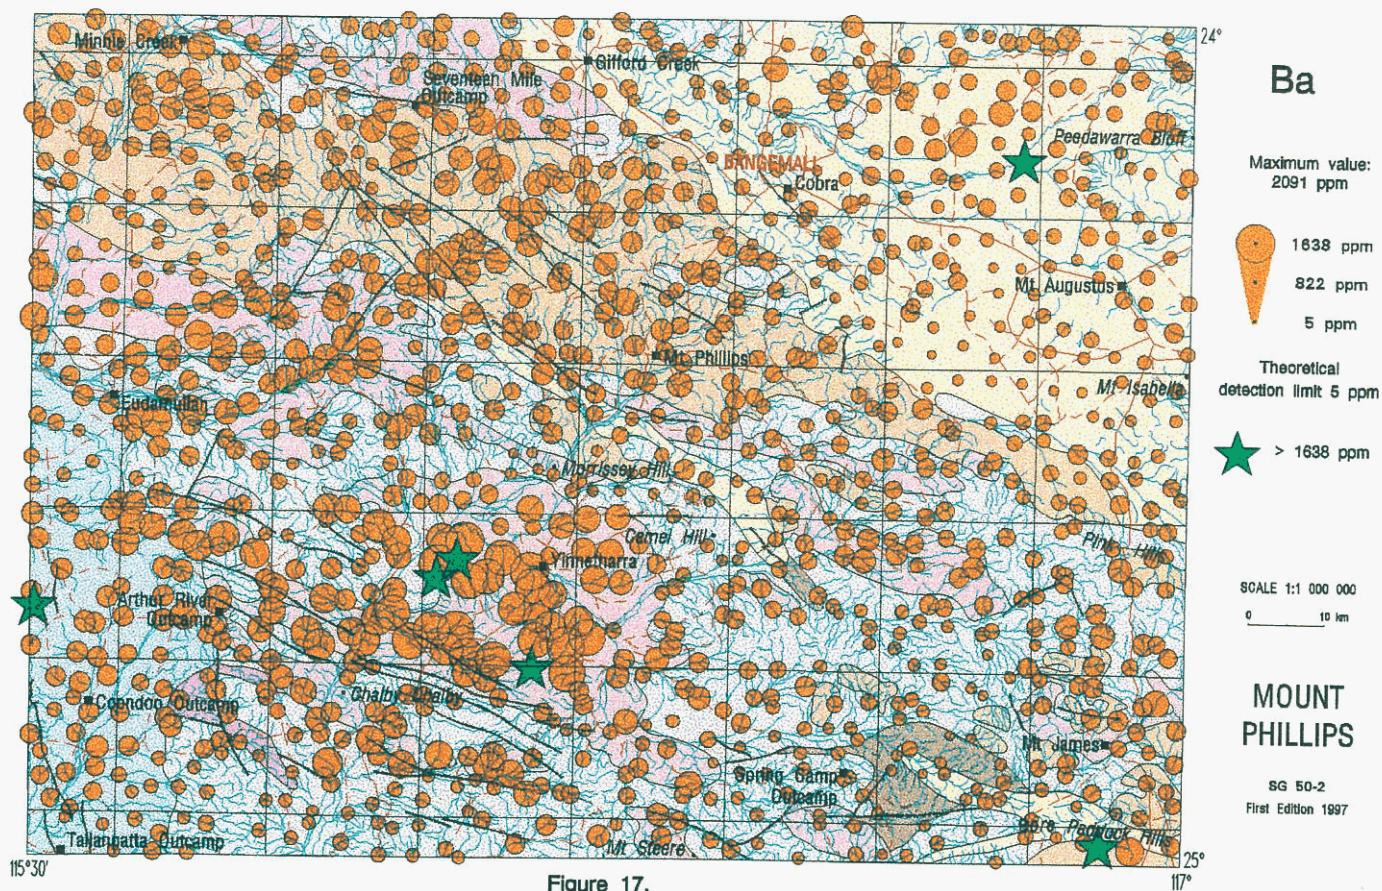 24°
Ba
Minnie Creek
Gifford Creek
Seventeen Mile
Outcamp
Peedawarra Bluff
Maximum value:
2091 ppm
BANGEMALL
Cobra
1638 ppm
822 ppm
5 ppm
Mt Augustus
Mt Phillips
Theoretical
detection limit 5 ppm
Mt Isabella
Eudamullah
> 1638 ppm
Morrissey Hill
Camel Hill
Pink Hills
Yinnetharra
SCALE 1:1 000 000
0 10 km
Arthur River
Outcamp
Chalby Chalby
Coondoo Outcamp
MOUNT
PHILLIPS
Mt James
Spring Camp
Outcamp
SG 50-2
First Edition 1997
Bare Paddock Hills
Tallanpatta Outcamp
Mt Steere
115°30'
25°
117°
Figure 17.